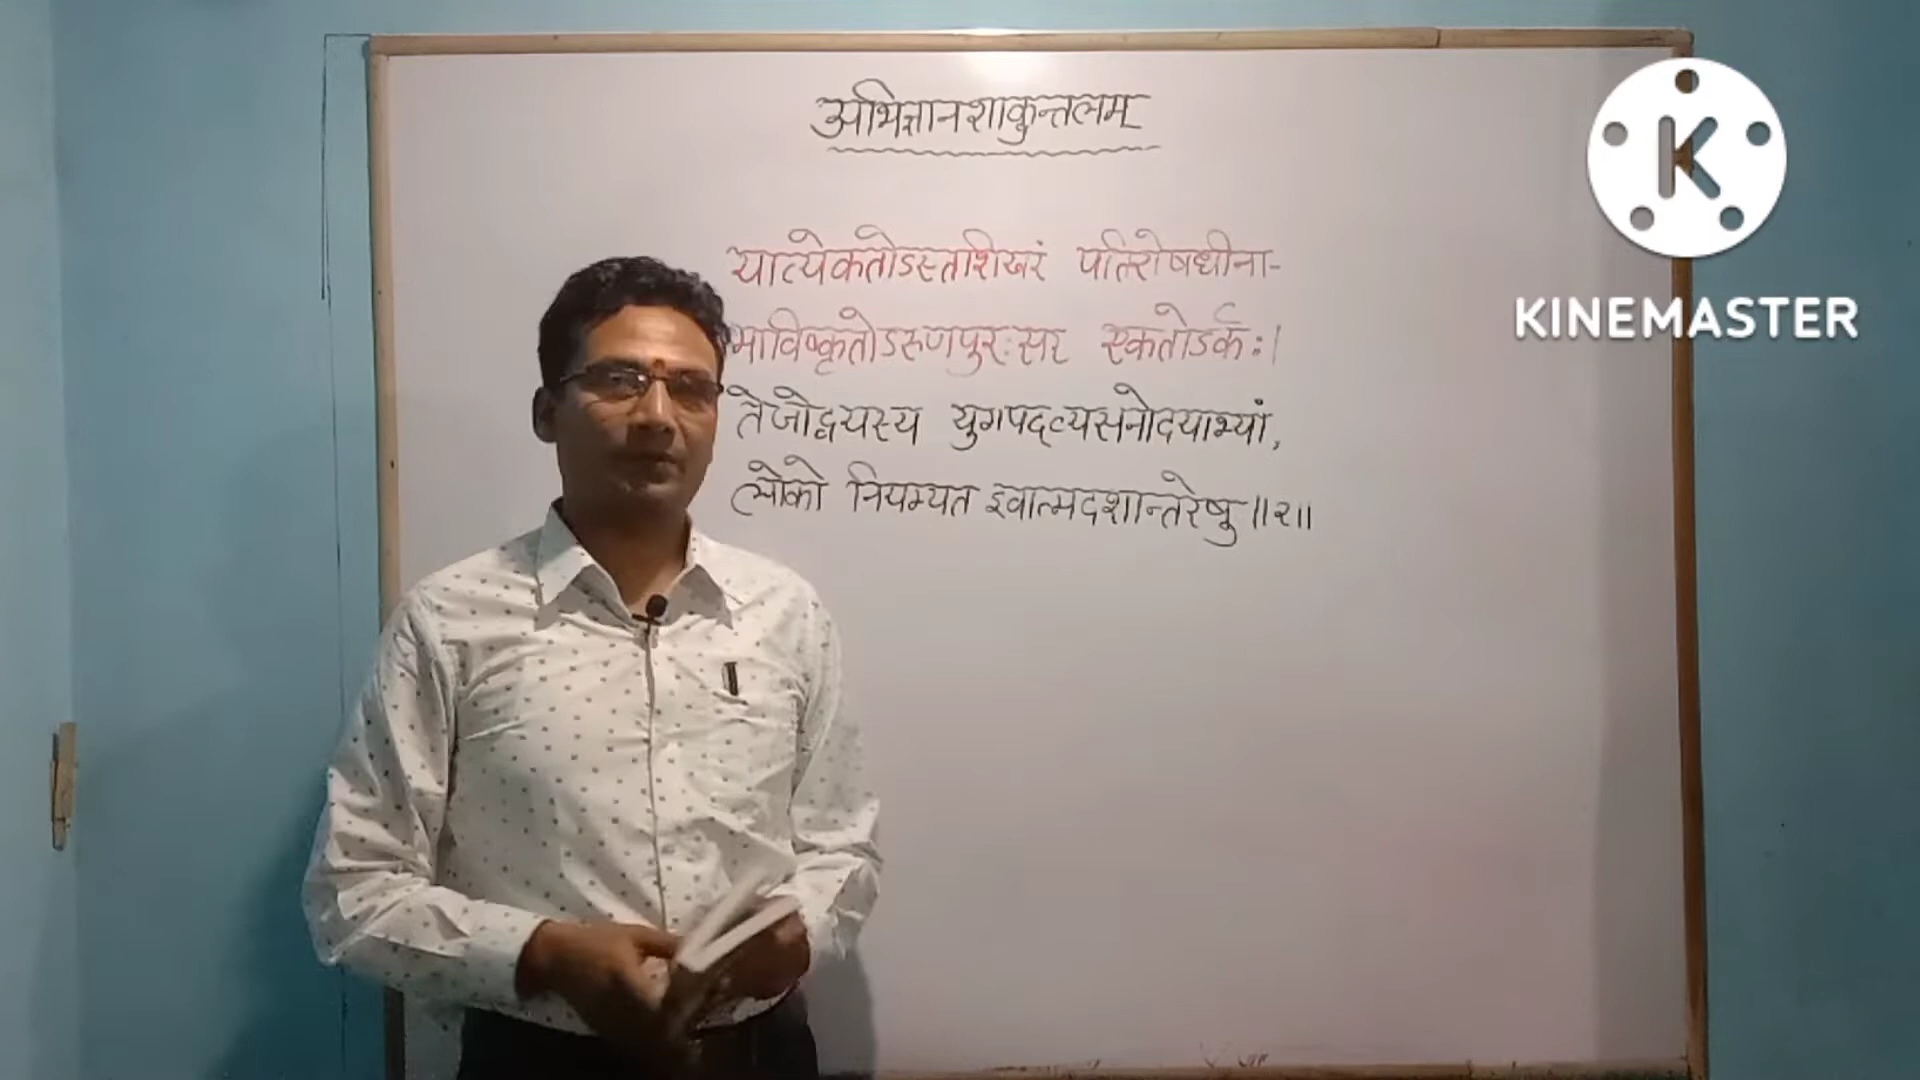 अभिज्ञानशाकुन्तलम्
यात्येकतोऽस्तशिखरं पतिरोषधीना-
माविष्कृतोऽरुणपुरःसर एकतोऽर्कः।
तेजोद्वयस्य युगपद्व्यसनोदयाभ्यां,
लोको नियम्यत इवात्मदशान्तरेषु ॥२॥
K
KINEMASTER